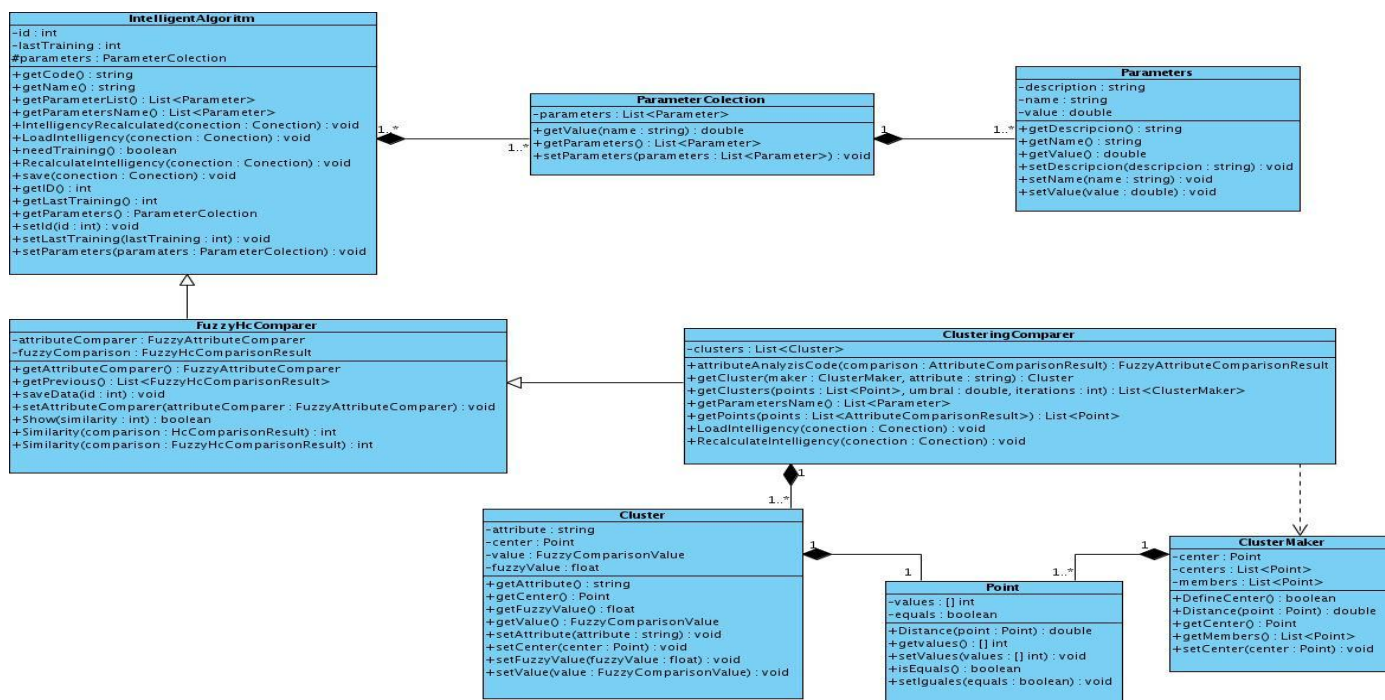 IntelligentAlgoritm
-id : int
-lastTraining : int
#parameters : ParameterColection
+getCode() : string
+getName() : string
+getParameterList() : List<Parameter>
+getParametersName() : List<Parameter>
+IntelligencyRecalculated(conection : Conection) : void
+LoadIntelligency(conection : Conection) : void
+needTraining() : boolean
+RecalculateIntelligency(conection : Conection) : void
+save(conection : Conection) : void
+getID() : int
+getLastTraining() : int
+getParameters() : ParameterColection
+setId(id : int) : void
+setLastTraining(lastTraining : int) : void
+setParameters(paramaters : ParameterColection) : void
1..*
1..*
ParameterColection
-parameters : List<Parameter>
+getValue(name : string) : double
+getParameters() : List<Parameter>
+setParameters(parameters : List<Parameter>) : void
1
1..*
Parameters
-description : string
-name : string
-value : double
+getDescripcion() : string
+getName() : string
+getValue() : double
+setDescripcion(descripcion : string) : void
+setName(name : string) : void
+setValue(value : double) : void
FuzzyHcComparer
-attributeComparer : FuzzyAttributeComparer
-fuzzyComparison : FuzzyHcComparisonResult
+getAttributeComparer() : FuzzyAttributeComparer
+getPrevious() : List<FuzzyHcComparisonResult>
+saveData(id : int) : void
+setAttributeComparer(attributeComparer : FuzzyAttributeComparer) : void
+Show(similarity : int) : boolean
+Similarity(comparison : HcComparisonResult) : int
+Similarity(comparison : FuzzyHcComparisonResult) : int
ClusteringComparer
-clusters : List<Cluster>
+attributeAnalyzisCode(comparison : AttributeComparisonResult) : FuzzyAttributeComparisonResult
+getCluster(maker : ClusterMaker, attribute : string) : Cluster
+getClusters(points : List<Point>, umbral : double, iterations : int) : List<ClusterMaker>
+getParametersName() : List<Parameter>
+getPoints(points : List<AttributeComparisonResult>) : List<Point>
+LoadIntelligency(conection : Conection) : void
+RecalculateIntelligency(conection : Conection) : void
1
1..*
Cluster
-attribute : string
-center : Point
-value : FuzzyComparisonValue
-fuzzyValue : float
+getAttribute() : string
+getCenter() : Point
+getFuzzyValue() : float
+getValue() : FuzzyComparisonValue
+setAttribute(attribute : string) : void
+setCenter(center : Point) : void
+setFuzzyValue(fuzzyValue : float) : void
+setValue(value : FuzzyComparisonValue) : void
1
1
Point
-values : [] int
-equals : boolean
+Distance(point : Point) : double
+getvalues() : [] int
+setValues(values : [] int) : void
+isEquals() : boolean
+setIguales(equals : boolean) : void
1
1..*
ClusterMaker
-center : Point
-centers : List<Point>
-members : List<Point>
+DefineCenter() : boolean
+Distance(point : Point) : double
+getCenter() : Point
+getMembers() : List<Point>
+setCenter(center : Point) : void